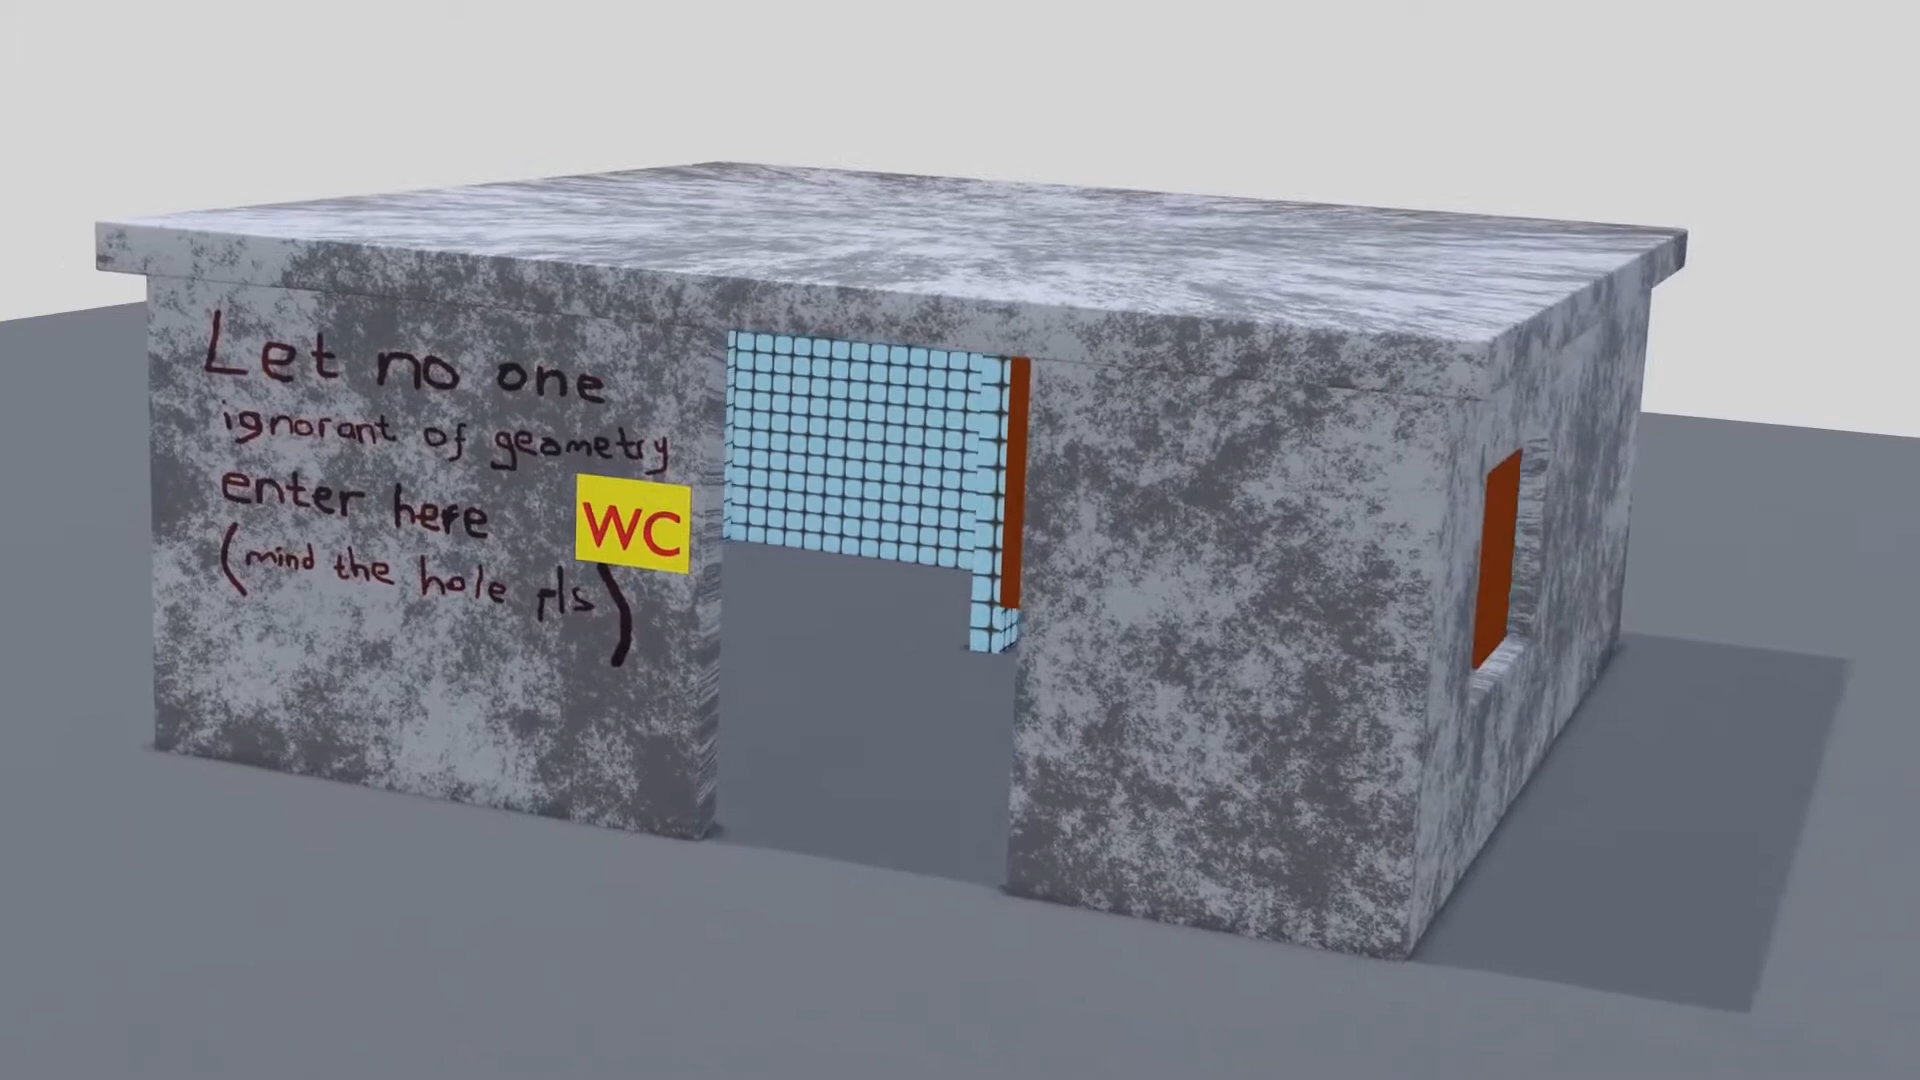 Let no one
ignorant of geometry
enter here
(mind the hole pls)
WC